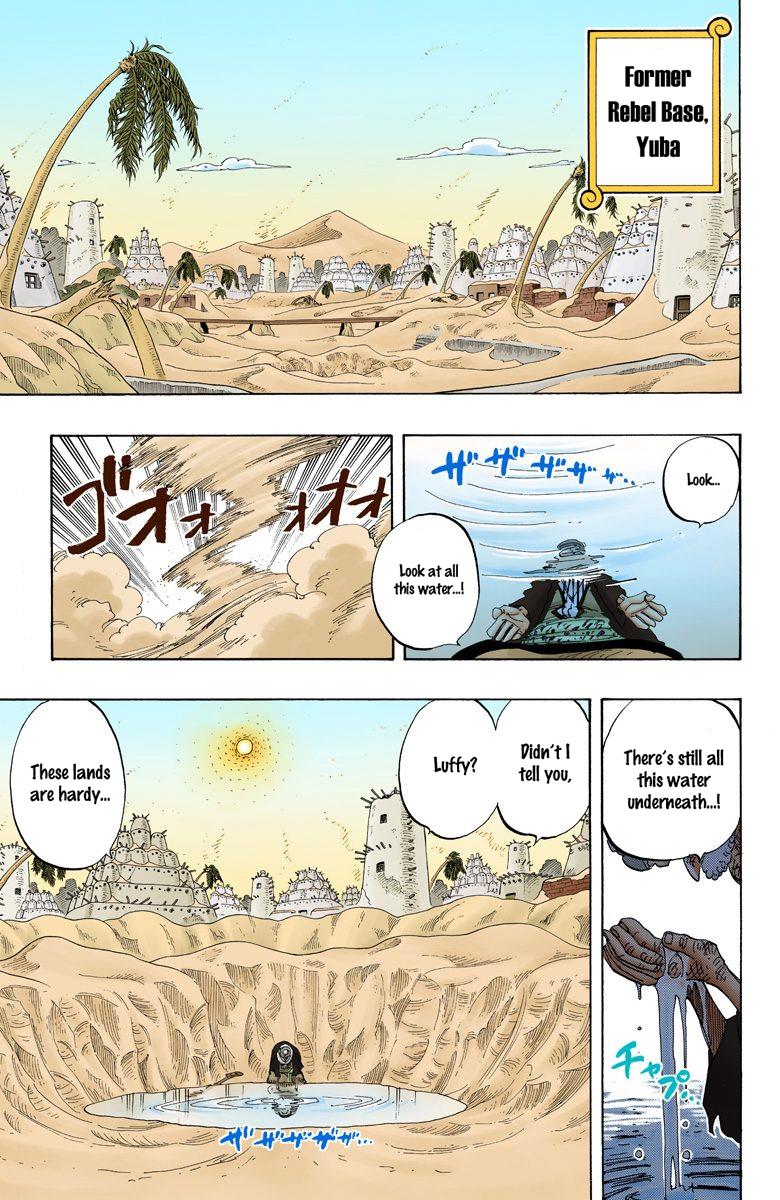 Former
Rebel Base,
Yuba
Look...
ザザザザザ...
Look at all
this water...!
ゴオオオオオ
There's still all
this water
underneath...!
チャプ...
Didn't I
tell you,
Luffy?
These lands
are hardy...
ザザザザザ...